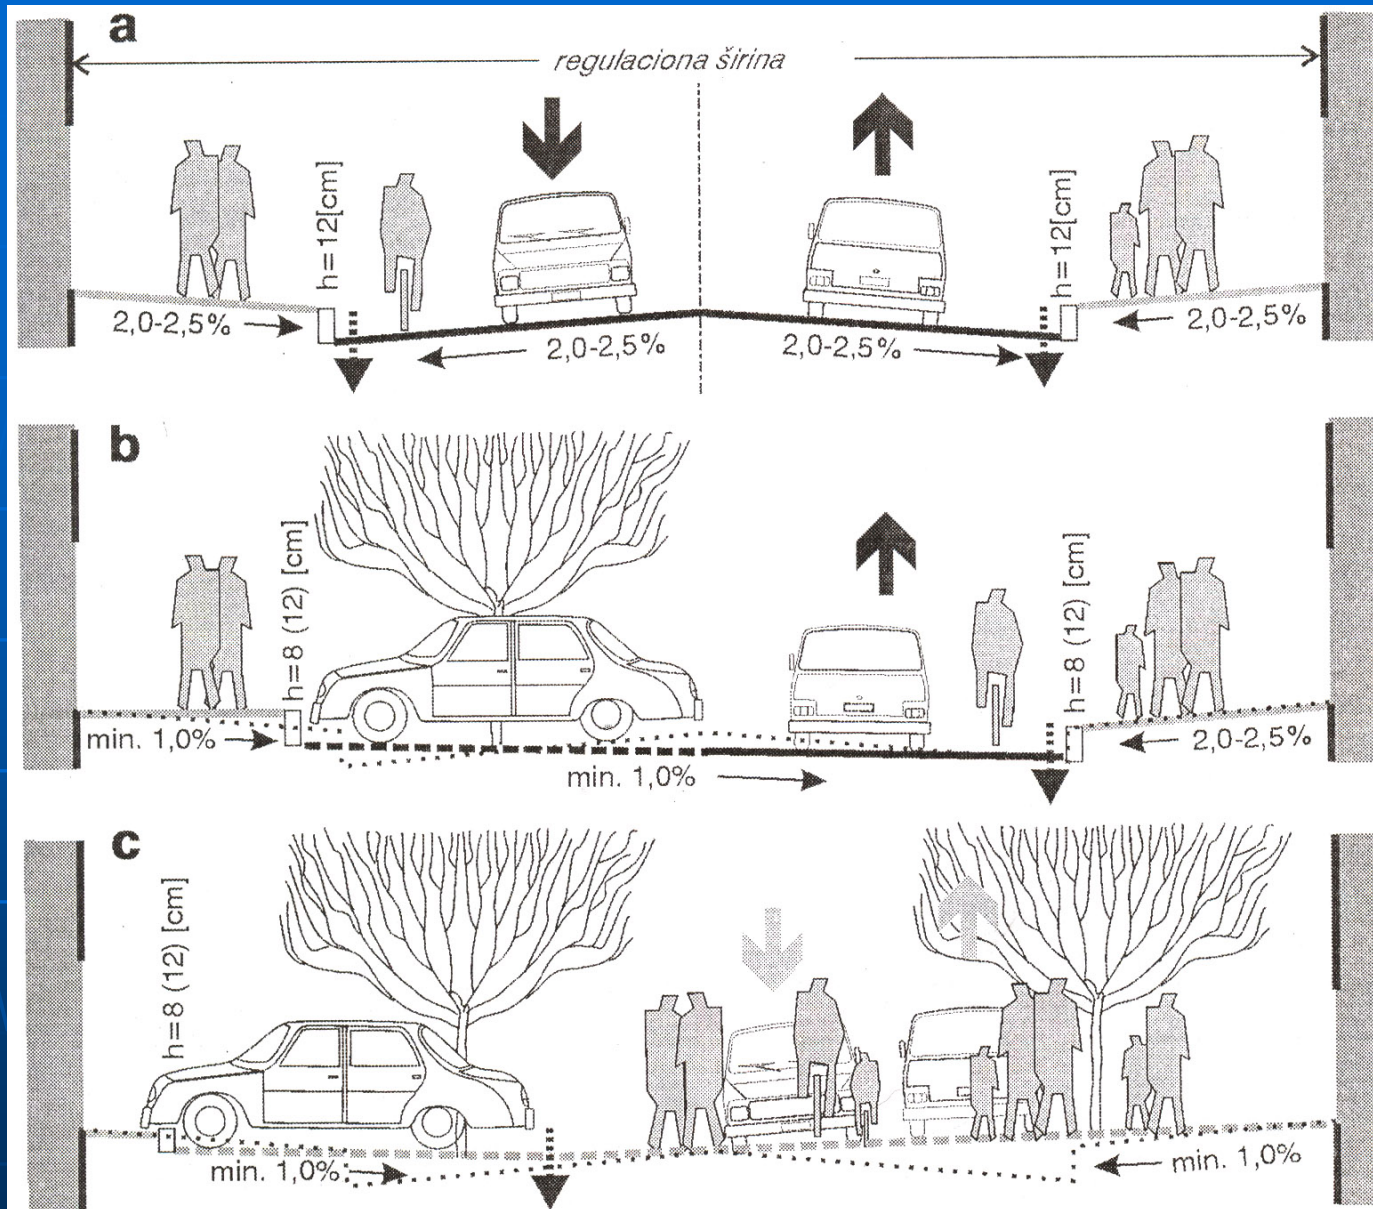 a
regulaciona širina
h=12[cm]
h=12[cm]
2,0-2,5%
2,0-2,5%
2,0-2,5%
2,0-2,5%
b
h=8 (12) [cm]
h=8 (12) [cm]
min. 1,0%
min. 1,0%
2,0-2,5%
c
h=8 (12) [cm]
min. 1,0%
min. 1,0%